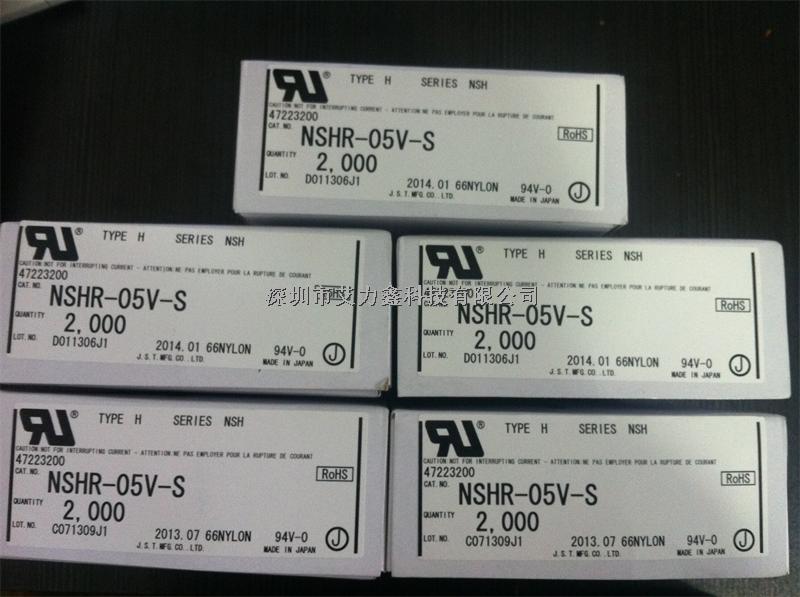 RU® TYPE H SERIES NSH
CAUTION NOT FOR INTERRUPTING CURRENT - ATTENTION:NE PAS EMPLOYER POUR LA RUPTURE DE COURANT
47223200
CAT. NO. NSHR-05V-S RoHS
QUANTITY 2,000
LOT. NO. D011306J1 2014.01 66NYLON 94V-0 J
J.S.T. MFG. CO., LTD. MADE IN JAPAN
RU® TYPE H SERIES NSH
CAUTION NOT FOR INTERRUPTING CURRENT - ATTENTION:NE PAS EMPLOYER POUR LA RUPTURE DE COURANT
47223200
CAT. NO. NSHR-05V-S
QUANTITY 2,000
LOT. NO. D011306J1 2014.01 66NYLON 94V-0 J
J.S.T. MFG. CO., LTD. MADE IN JAPAN
RU® TYPE H SERIES NSH
CAUTION NOT FOR INTERRUPTING CURRENT - ATTENTION:NE PAS EMPLOYER POUR LA RUPTURE DE COURANT
NSHR-05V-S RoHS
QUANTITY 2,000
LOT. NO. D011306J1 2014.01 66NYLON 94V-0 J
J.S.T. MFG. CO., LTD. MADE IN JAPAN
深圳市艾力鑫科技有限公司
RU® TYPE H SERIES NSH
CAUTION NOT FOR INTERRUPTING CURRENT - ATTENTION:NE PAS EMPLOYER POUR LA RUPTURE DE COURANT
47223200
CAT. NO. NSHR-05V-S RoHS
QUANTITY 2,000
LOT. NO. C071309J1 2013.07 66NYLON 94V-0 J
J.S.T. MFG. CO., LTD. MADE IN JAPAN
RU® TYPE H SERIES NSH
CAUTION NOT FOR INTERRUPTING CURRENT - ATTENTION:NE PAS EMPLOYER POUR LA RUPTURE DE COURANT
47223200
CAT. NO. NSHR-05V-S RoHS
QUANTITY 2,000
LOT. NO. C071309J1 2013.07 66NYLON 94V-0 J
J.S.T. MFG. CO., LTD. MADE IN JAPAN